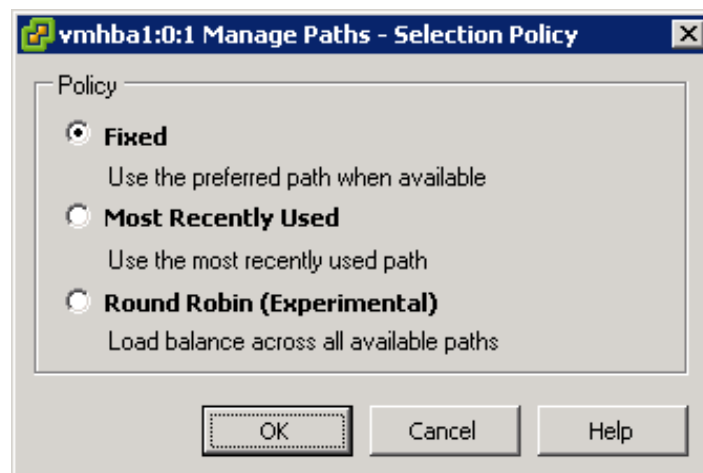 vmhba1:0:1 Manage Paths - Selection Policy
Policy
Fixed
Use the preferred path when available
Most Recently Used
Use the most recently used path
Round Robin (Experimental)
Load balance across all available paths
OK Cancel Help